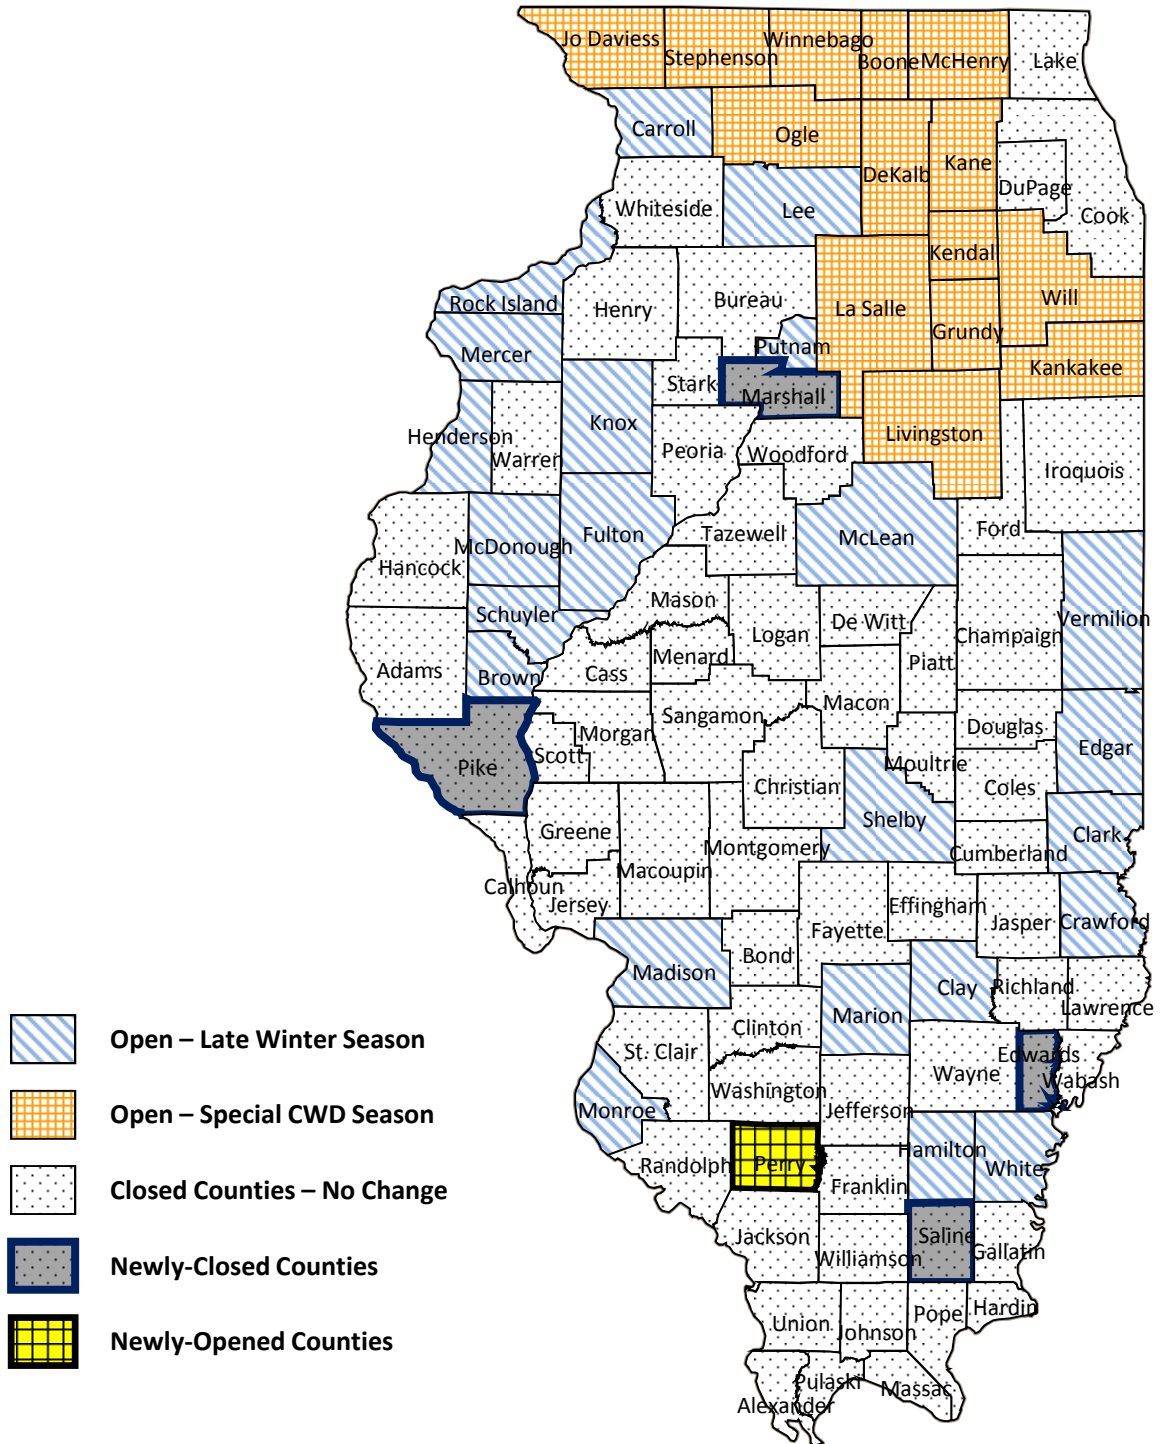 Jo Daviess
Stephenson
Winnebago
Boone
McHenry
Lake
Carroll
Ogle
DeKalb
Kane
DuPage
Cook
Whiteside
Lee
Kendall
Will
Rock Island
Henry
Bureau
La Salle
Grundy
Mercer
Putnam
Kankakee
Stark
Marshall
Henderson
Warren
Knox
Peoria
Woodford
Livingston
Iroquois
Hancock
McDonough
Fulton
Tazewell
McLean
Ford
Schuyler
Mason
Logan
De Witt
Champaign
Vermilion
Adams
Brown
Cass
Menard
Piatt
Macon
Sangamon
Morgan
Scott
Pike
Christian
Moultrie
Douglas
Edgar
Coles
Shelby
Greene
Macoupin
Montgomery
Cumberland
Clark
Calhoun
Jersey
Fayette
Effingham
Jasper
Crawford
Madison
Bond
Clay
Richland
Lawrence
Marion
Clinton
St. Clair
Wayne
Edwards
Wabash
Washington
Monroe
Jefferson
Randolph
Perry
Hamilton
White
Franklin
Jackson
Williamson
Saline
Gallatin
Union
Johnson
Pope
Hardin
Alexander
Pulaski
Massac
Open – Late Winter Season
Open – Special CWD Season
Closed Counties – No Change
Newly-Closed Counties
Newly-Opened Counties